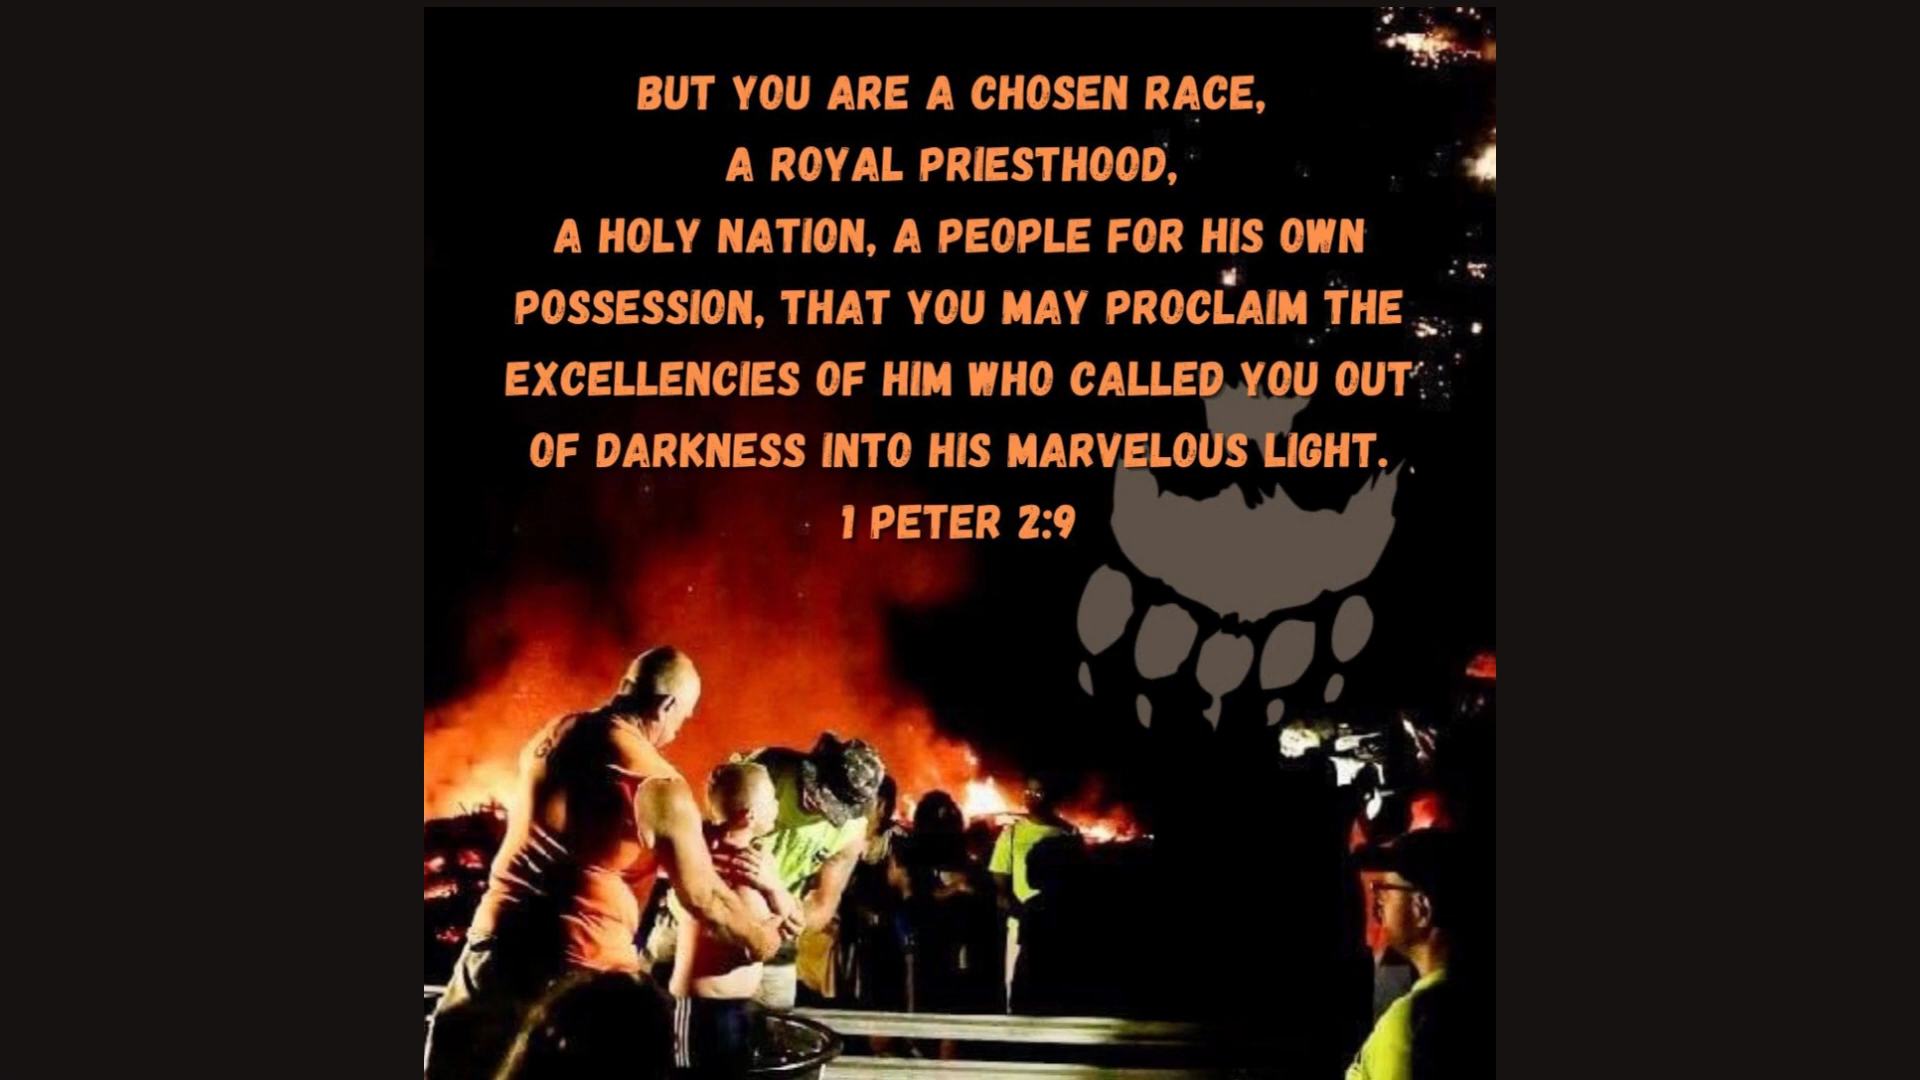 BUT YOU ARE A CHOSEN RACE,
A ROYAL PRIESTHOOD,
A HOLY NATION, A PEOPLE FOR HIS OWN
POSSESSION, THAT YOU MAY PROCLAIM THE
EXCELLENCIES OF HIM WHO CALLED YOU OUT
OF DARKNESS INTO HIS MARVELOUS LIGHT.
1 PETER 2:9